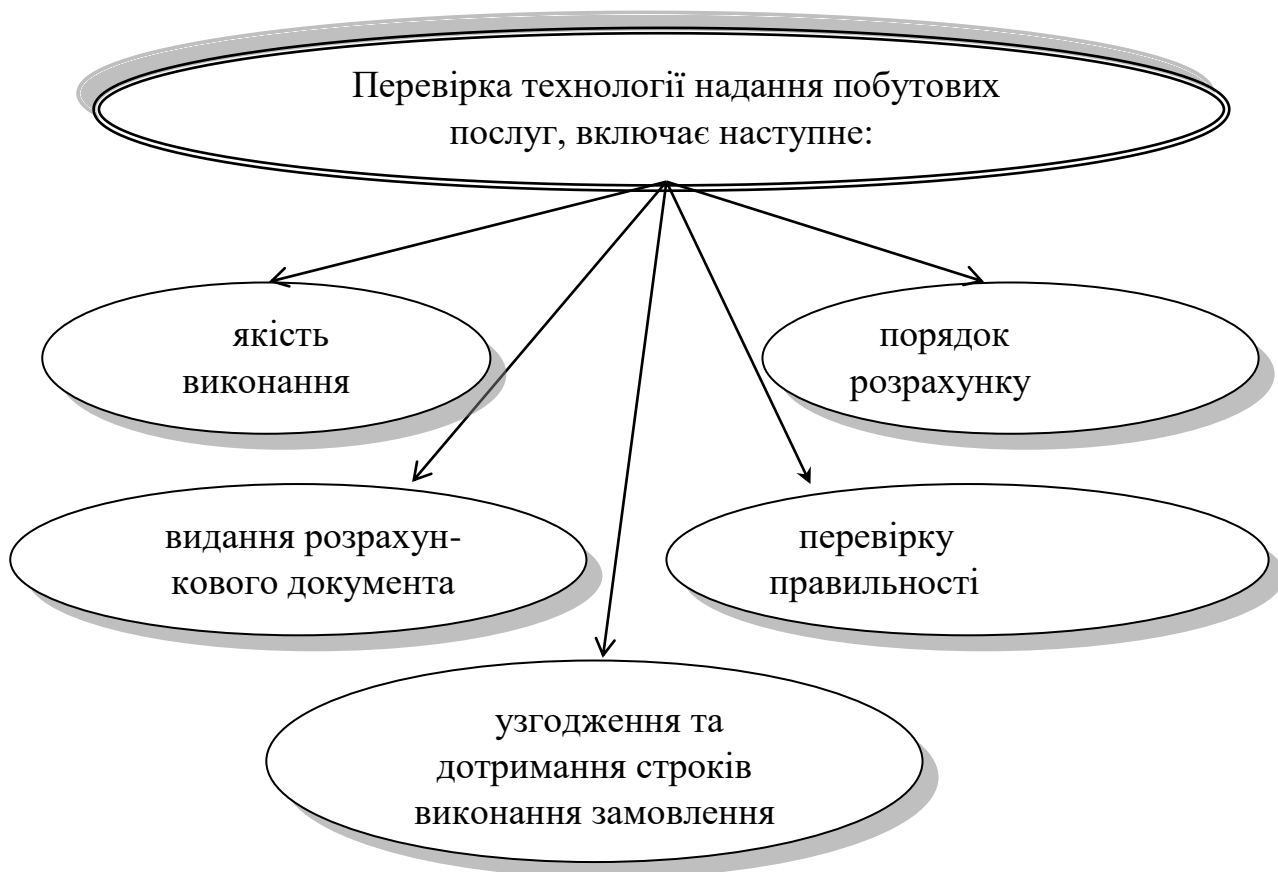 Перевірка технології надання побутових
послуг, включає наступне:
якість
виконання
порядок
розрахунку
видання розрахун-
кового документа
перевірку
правильності
узгодження та
дотримання строків
виконання замовлення